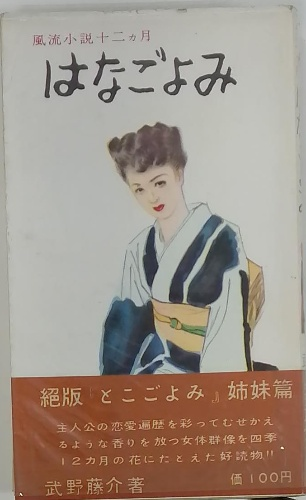 風流小説十二ヵ月
はなごよみ
絕版『とこごよみ』姉妹篇
主人公の恋愛遍歴を彩ってむせかえ
るような香りを放つ女体群像を四季
12カ月の花にたとえた好読物!!
武野藤介著
価100円